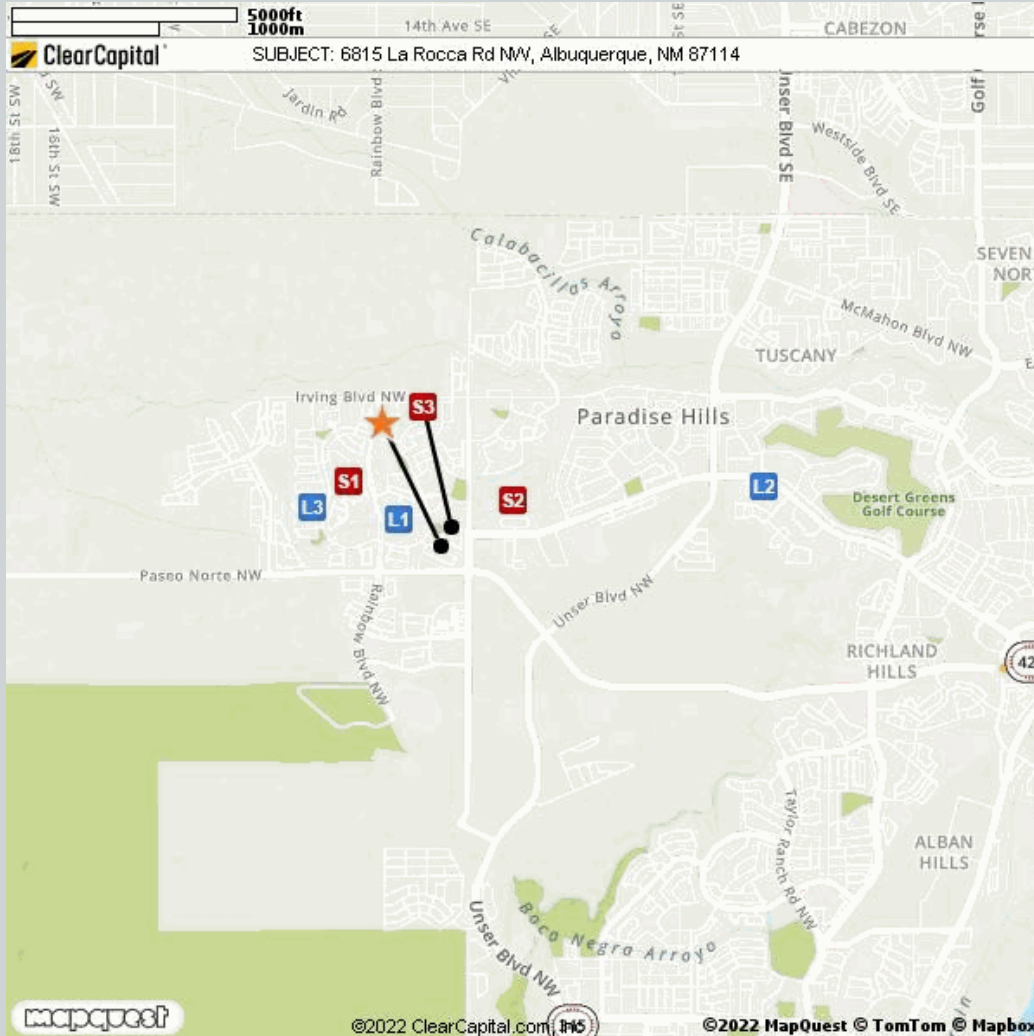 5000ft
1000m
14th Ave SE
CABEZON
ClearCapital
SUBJECT: 6815 La Rocca Rd NW, Albuquerque, NM 87114
18th St SW
16th St SW
Jardin Rd
Rainbow Blvd
Unser Blvd SE
Westside Blvd SE
Golf
Calabacillas Arroyo
SEVEN
NOR
McMahon Blvd NW
TUSCANY
Irving Blvd NW
S3
Paradise Hills
S1
L3
L1
S2
L2
Desert Greens
Golf Course
Paseo Norte NW
Rainbow Blvd NW
Unser Blvd NW
RICHLAND
HILLS
42
Taylor Ranch Rd NW
ALBAN
HILLS
Boca Negra Arroyo
Unser Blvd NW
mapquest
©2022 ClearCapital.com, Inc
©2022 MapQuest © TomTom © Mapbo